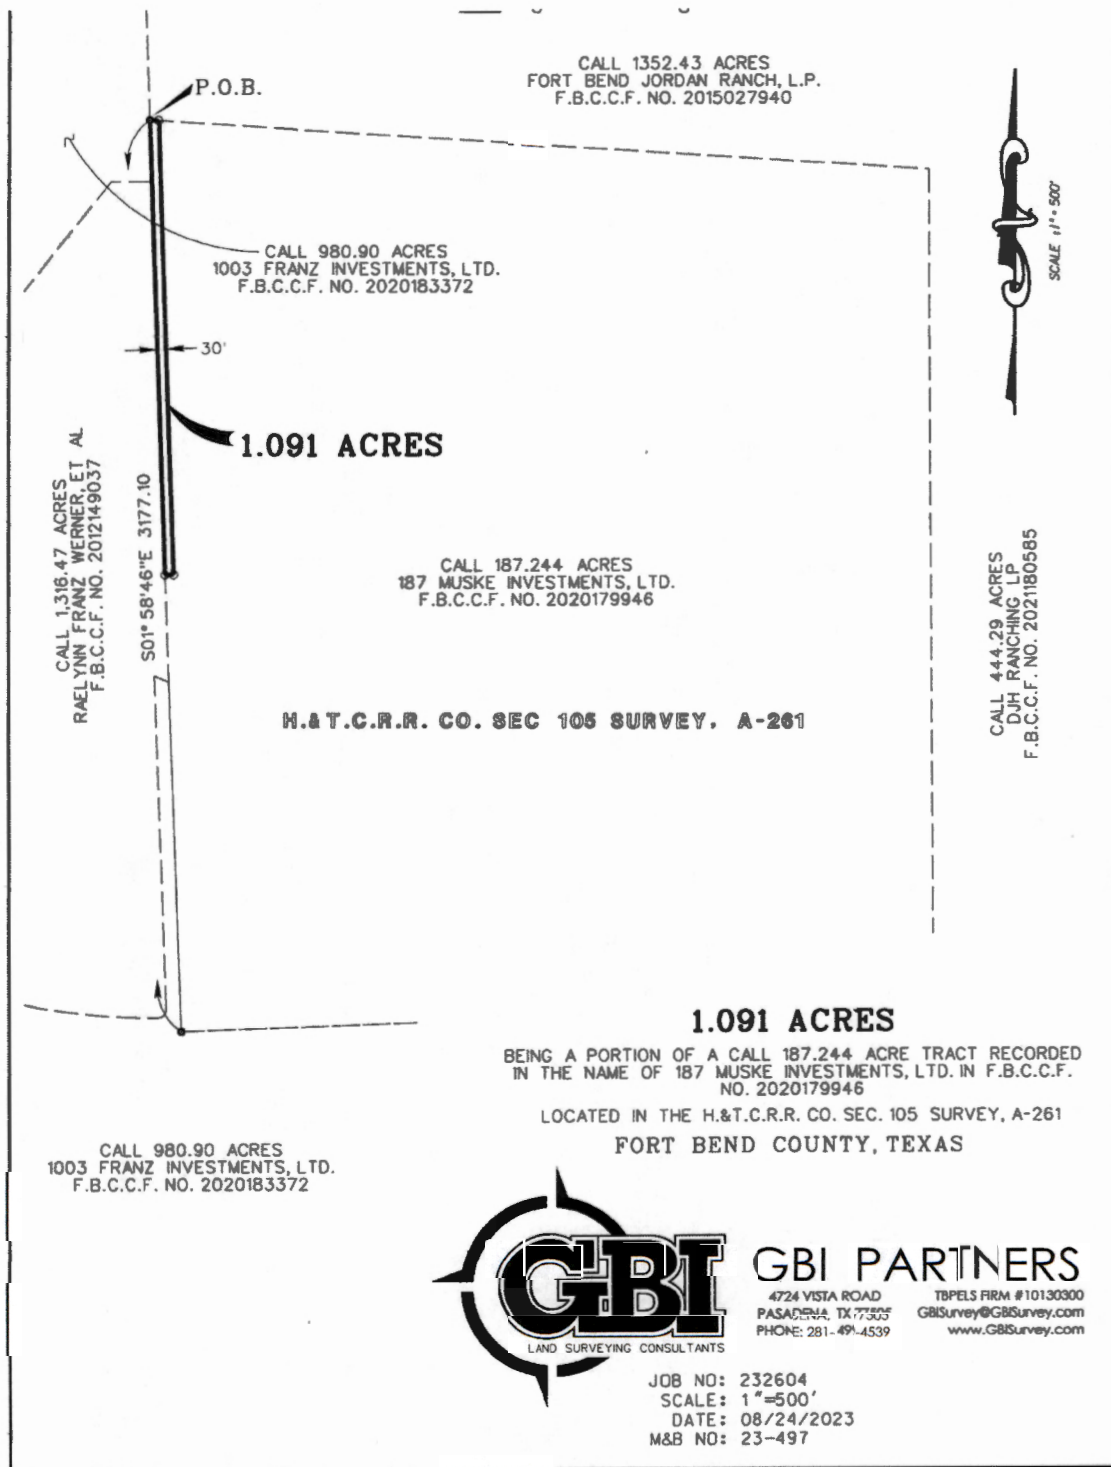 CALL 1352.43 ACRES
FORT BEND JORDAN RANCH, L.P.
F.B.C.C.F. NO. 2015027940
P.O.B.
SCALE : 1" = 500'
CALL 980.90 ACRES
1003 FRANZ INVESTMENTS, LTD.
F.B.C.C.F. NO. 2020183372
30'
1.091 ACRES
CALL 1,316.47 ACRES
RAELYNN FRANZ WERNER, ET AL
F.B.C.C.F. NO. 2012149037
S01°58'46"E 3177.10
CALL 187.244 ACRES
187 MUSKE INVESTMENTS, LTD.
F.B.C.C.F. NO. 2020179946
CALL 444.29 ACRES
DJH RANCHING LP
F.B.C.C.F. NO. 2021180585
H.&T.C.R.R. CO. SEC 105 SURVEY, A-261
1.091 ACRES
BEING A PORTION OF A CALL 187.244 ACRE TRACT RECORDED
IN THE NAME OF 187 MUSKE INVESTMENTS, LTD. IN F.B.C.C.F.
NO. 2020179946
LOCATED IN THE H.&T.C.R.R. CO. SEC. 105 SURVEY, A-261
FORT BEND COUNTY, TEXAS
CALL 980.90 ACRES
1003 FRANZ INVESTMENTS, LTD.
F.B.C.C.F. NO. 2020183372
GBI
LAND SURVEYING CONSULTANTS
GBI PARTNERS
4724 VISTA ROAD
PASADENA, TX 77505
PHONE: 281-499-4539
TBPELS FIRM #10130300
GBISurvey@GBISurvey.com
www.GBISurvey.com
JOB NO: 232604
SCALE: 1"=500'
DATE: 08/24/2023
M&B NO: 23-497